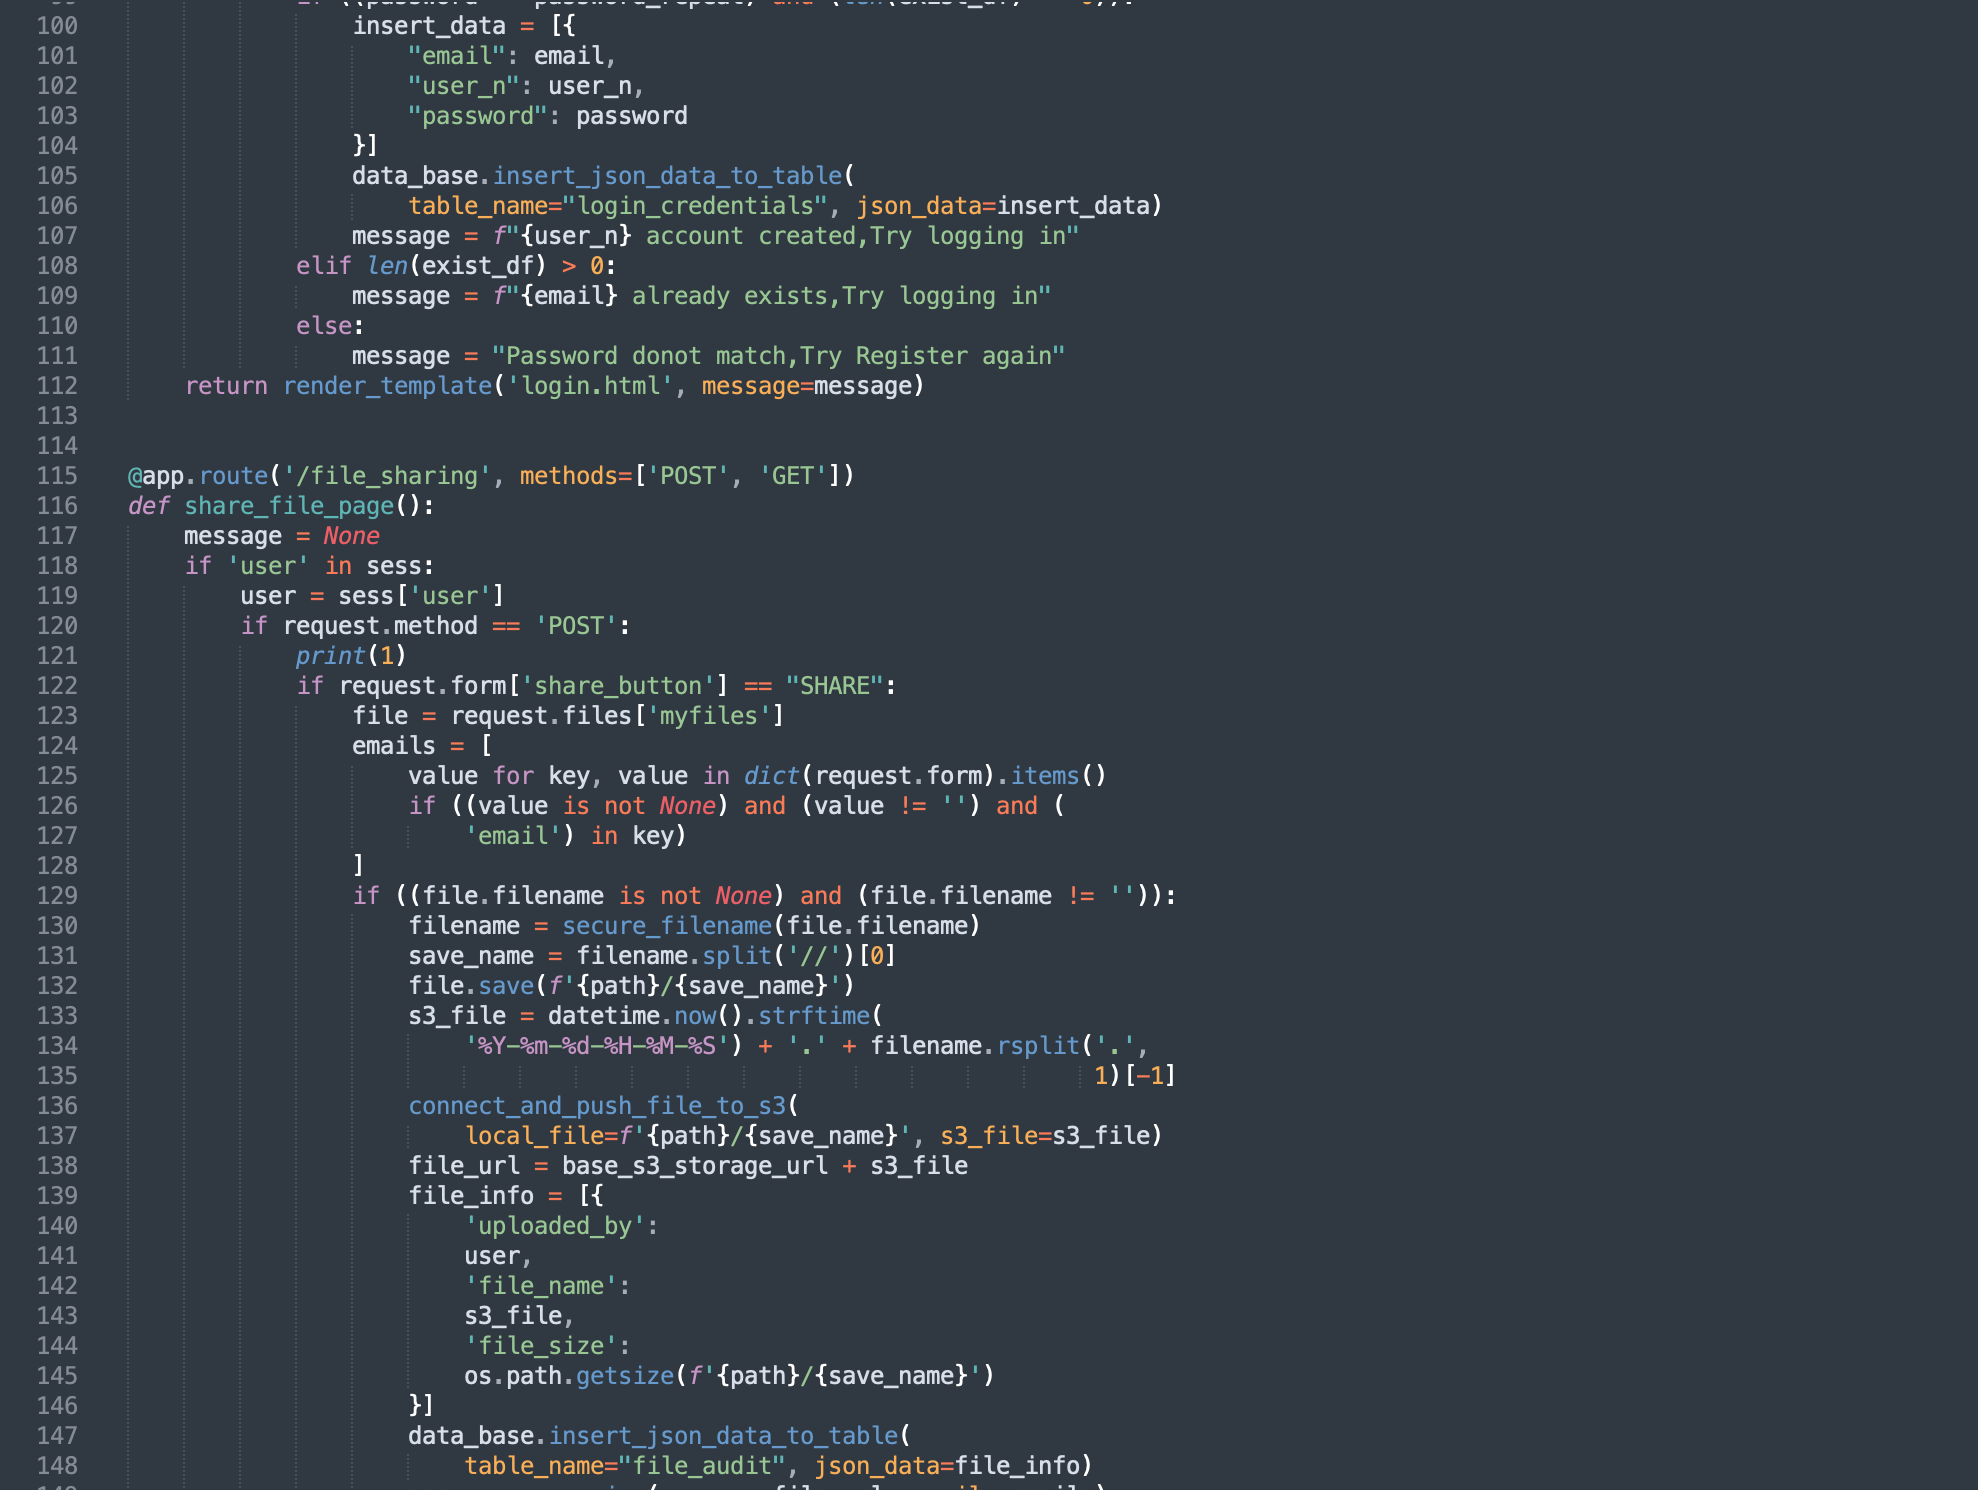 100 insert_data = [{
101 "email": email,
102 "user_n": user_n,
103 "password": password
104 }]
105 data_base.insert_json_data_to_table(
106 table_name="login_credentials", json_data=insert_data)
107 message = f"{user_n} account created,Try logging in"
108 elif len(exist_df) > 0:
109 message = f"{email} already exists,Try logging in"
110 else:
111 message = "Password donot match,Try Register again"
112 return render_template('login.html', message=message)
113
114
115 @app.route('/file_sharing', methods=['POST', 'GET'])
116 def share_file_page():
117 message = None
118 if 'user' in sess:
119 user = sess['user']
120 if request.method == 'POST':
121 print(1)
122 if request.form['share_button'] == "SHARE":
123 file = request.files['myfiles']
124 emails = [
125 value for key, value in dict(request.form).items()
126 if ((value is not None) and (value != '') and (
127 'email') in key)
128 ]
129 if ((file.filename is not None) and (file.filename != '')):
130 filename = secure_filename(file.filename)
131 save_name = filename.split('//')[0]
132 file.save(f'{path}/{save_name}')
133 s3_file = datetime.now().strftime(
134 '%Y-%m-%d-%H-%M-%S') + '.' + filename.rsplit('.',
135 1)[-1]
136 connect_and_push_file_to_s3(
137 local_file=f'{path}/{save_name}', s3_file=s3_file)
138 file_url = base_s3_storage_url + s3_file
139 file_info = [{
140 'uploaded_by':
141 user,
142 'file_name':
143 s3_file,
144 'file_size':
145 os.path.getsize(f'{path}/{save_name}')
146 }]
147 data_base.insert_json_data_to_table(
148 table_name="file_audit", json_data=file_info)